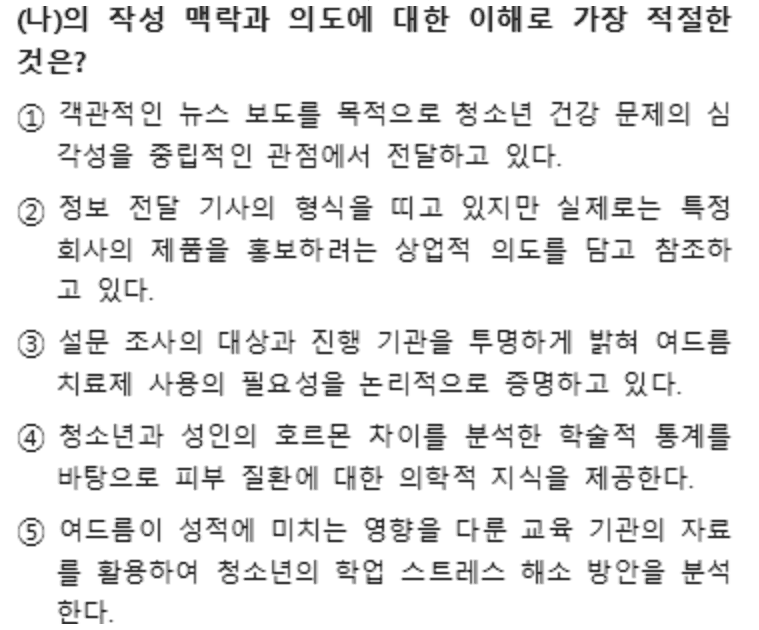 (나)의 작성 맥락과 의도에 대한 이해로 가장 적절한
것은?
① 객관적인 뉴스 보도를 목적으로 청소년 건강 문제의 심
각성을 중립적인 관점에서 전달하고 있다.
② 정보 전달 기사의 형식을 띠고 있지만 실제로는 특정
회사의 제품을 홍보하려는 상업적 의도를 담고 참조하
고 있다.
③ 설문 조사의 대상과 진행 기관을 투명하게 밝혀 여드름
치료제 사용의 필요성을 논리적으로 증명하고 있다.
④ 청소년과 성인의 호르몬 차이를 분석한 학술적 통계를
바탕으로 피부 질환에 대한 의학적 지식을 제공한다.
⑤ 여드름이 성적에 미치는 영향을 다룬 교육 기관의 자료
를 활용하여 청소년의 학업 스트레스 해소 방안을 분석
한다.